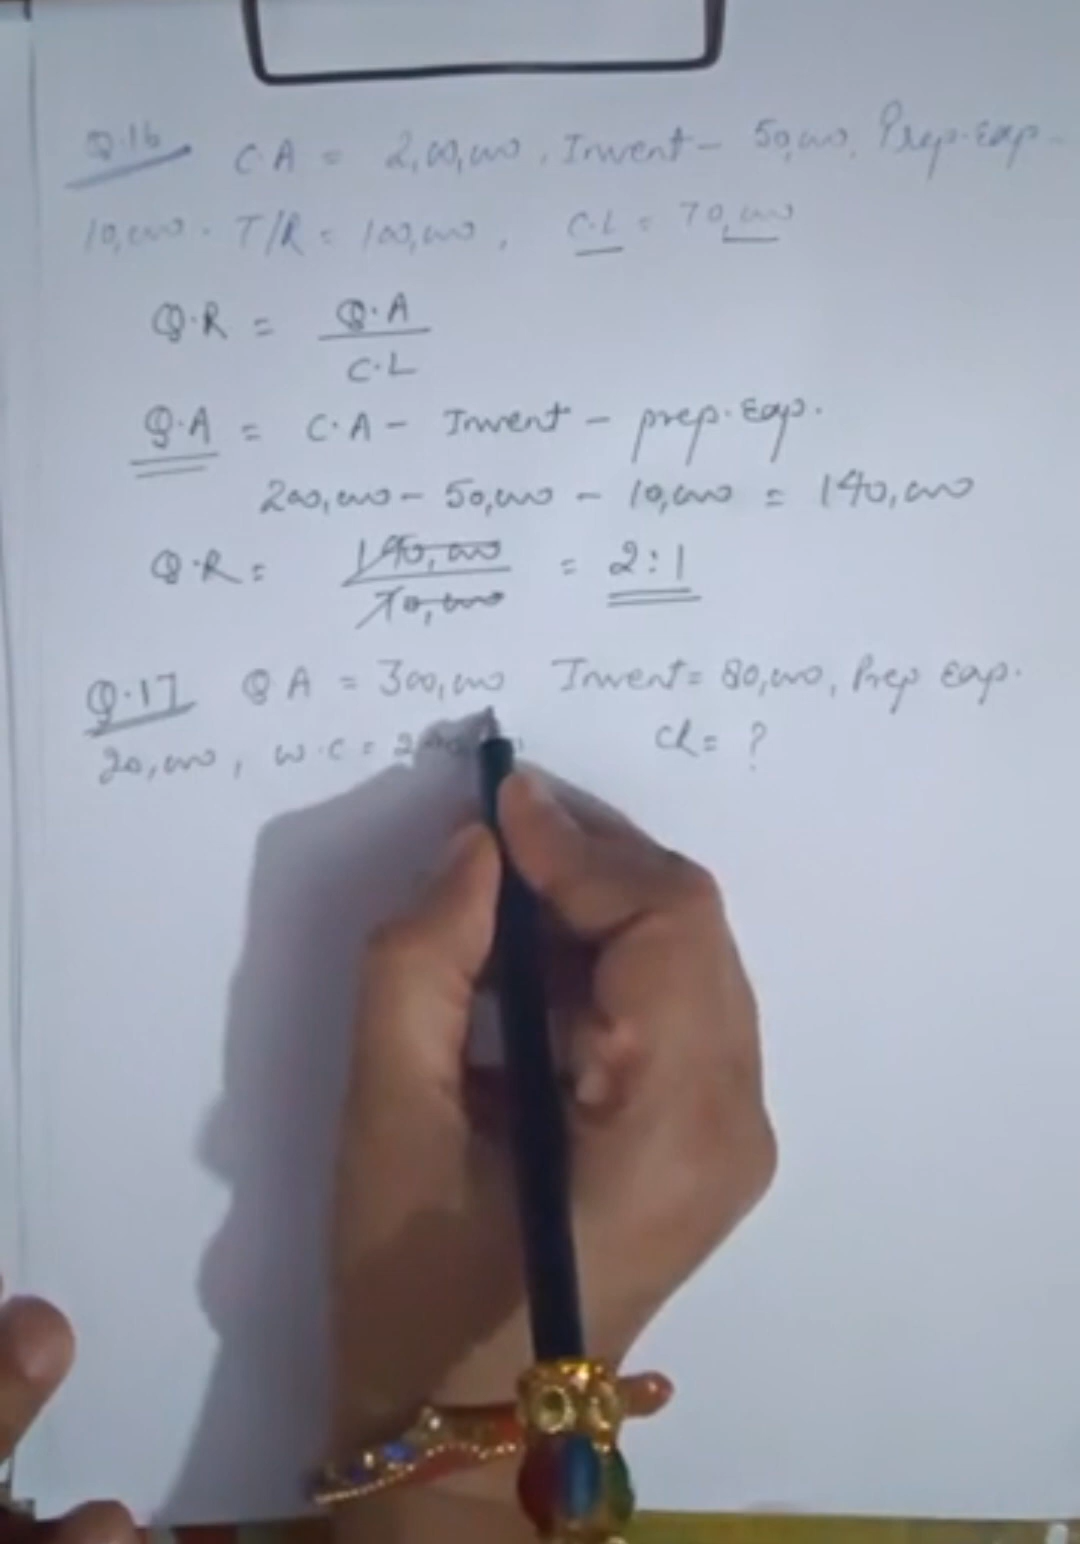 Q.16 C.A = 2,00,000, Invent - 50,000, Prep. Exp -
10,000. T/R = 100,000, C.L = 70,000
Q.R = Q.A
C.L
Q.A = C.A - Invent - prep. Exp.
200,000 - 50,000 - 10,000 = 140,000
Q.R = 140,000 = 2:1
70,000
Q.17 Q A = 300,000 Invent = 80,000, Prep Exp.
20,000, W.C = CR = ?